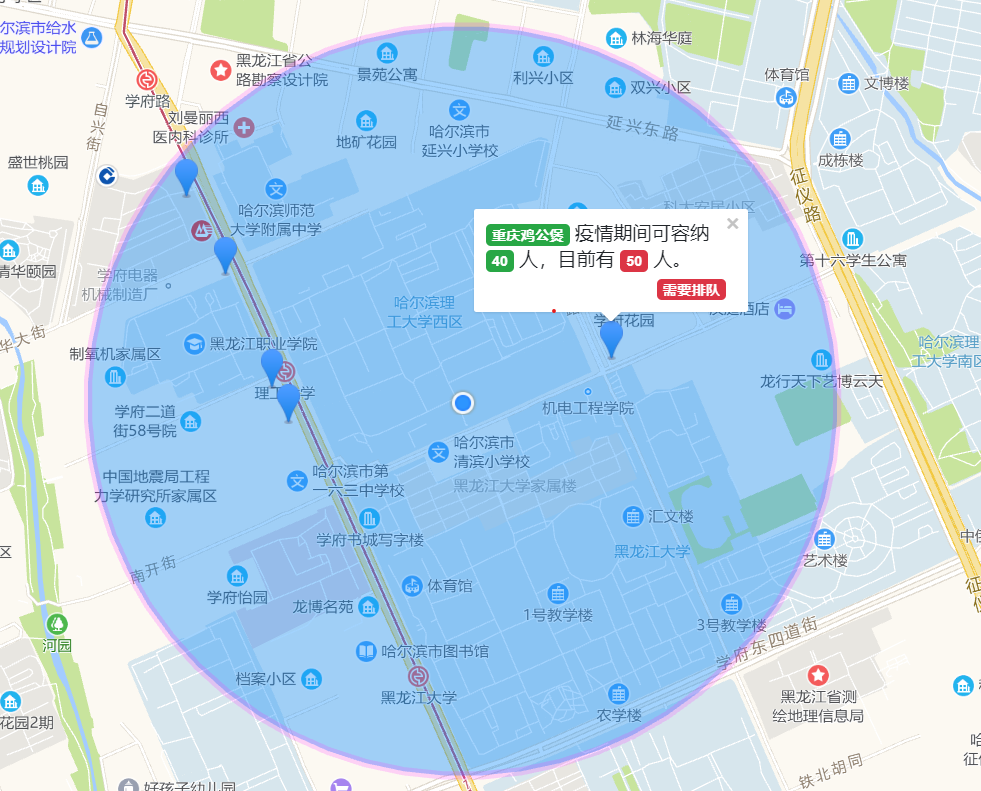 尔滨市给水
规划设计院
学府路
黑龙江省公
路勘察设计院
景苑公寓
利兴小区
林海华庭
双兴小区
体育馆
文博楼
成栋楼
自兴街
刘曼丽西
医内科诊所
地矿花园
哈尔滨市
延兴小学校
延兴东路
征仪路
盛世桃园
哈尔滨师范
大学附属中学
科大安居小区
重庆鸡公煲 疫情期间可容纳
40 人，目前有 50 人。
需要排队
×
第十六学生公寓
清华颐园
学府电器
机械制造厂
哈尔滨理
工大学西区
学府花园
酒店
华大街
制氧机家属区
黑龙江职业学院
哈尔滨理
工大学南区
龙行天下艺博云天
理工大学
学府二道
街58号院
机电工程学院
哈尔滨市
清滨小学校
中国地震局工程
力学研究所家属区
哈尔滨市第
一六三中学校
黑龙江大学家属楼
汇文楼
学府书城写字楼
黑龙江大学
艺术楼
区
南开街
学府怡园
体育馆
龙博名苑
1号教学楼
3号教学楼
河园
哈尔滨市图书馆
学府东四道街
档案小区
黑龙江大学
农学楼
黑龙江省测
绘地理信息局
花园2期
铁北胡同
好孩子幼儿园